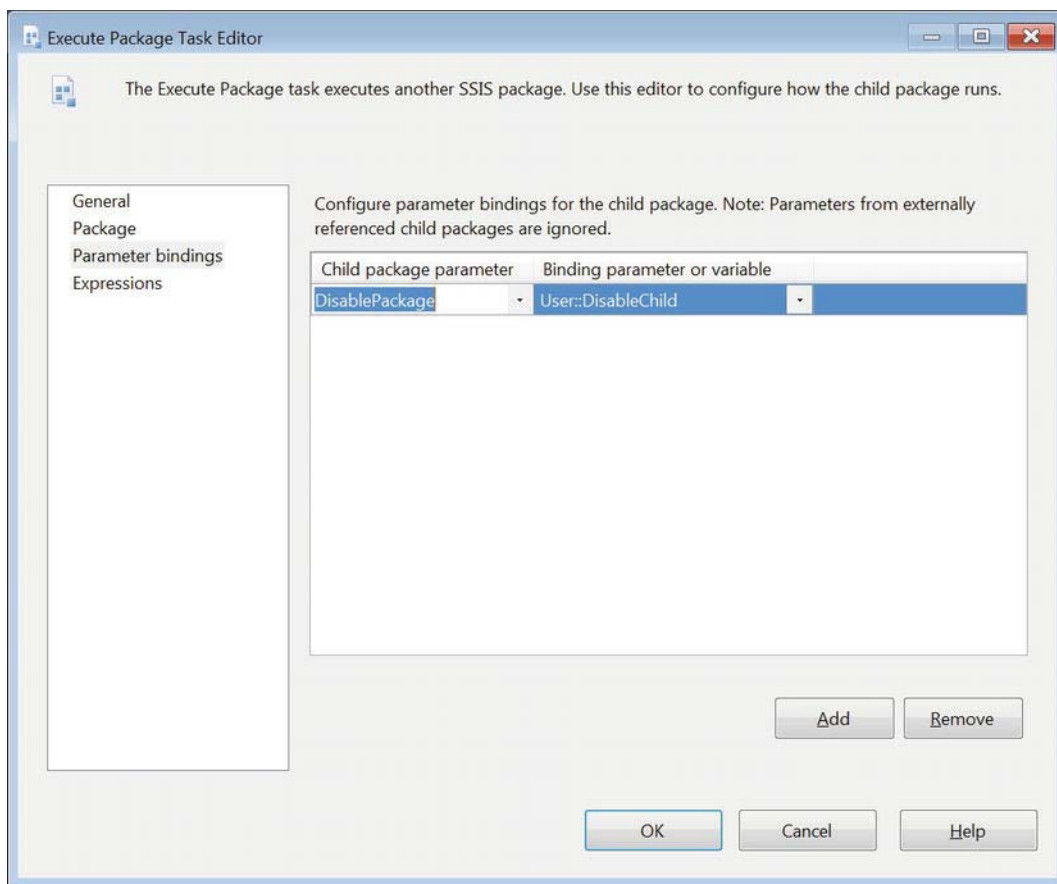 Execute Package Task Editor
The Execute Package task executes another SSIS package. Use this editor to configure how the child package runs.
General
Package
Parameter bindings
Expressions
Configure parameter bindings for the child package. Note: Parameters from externally
referenced child packages are ignored.
Child package parameter Binding parameter or variable
DisablePackage User::DisableChild
Add Remove
OK Cancel Help